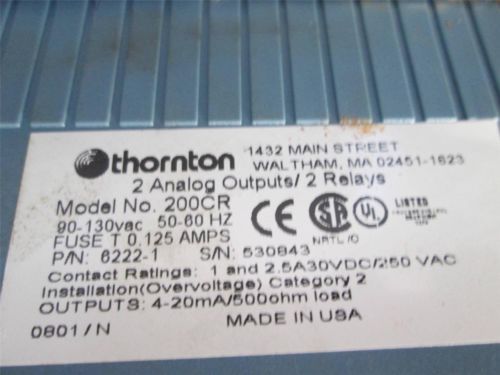 thornton
1432 MAIN STREET
WALTHAM, MA 02451-1623
2 Analog Outputs/ 2 Relays
Model No. 200CR
90-130vac 50-60 HZ
FUSE T 0.125 AMPS
P/N: 6222-1 S/N: 530843
CE SA UL LISTED
NRTL/C
Contact Ratings: 1 and 2.5A30VDC/250 VAC
Installation(Overvoltage) Category 2
OUTPUTS: 4-20mA/500ohm load
0801/N MADE IN USA